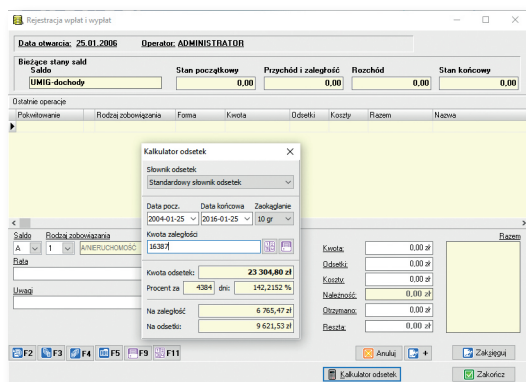 Rejestracja wpłat i wypłat
Data otwarcia: 25.01.2006 Operator: ADMINISTRATOR
Bieżące stany sald
Saldo Stan początkowy Przychód i zaległość Rozchód Stan końcowy
UMIG-dochody 0,00 0,00 0,00 0,00
Ostatnie operacje
Pokwitowanie Rodzaj zobowiązania Forma Kwota Odsetki Koszty Razem Nazwa
Kalkulator odsetek
Słownik odsetek
Standardowy słownik odsetek
Data pocz. Data końcowa Zaokąglanie
2004-01-25 2016-01-25 10 gr
Kwota zaległości
16387
Kwota odsetek: 23 304,80 zł
Procent za 4384 dni: 142,2152 %
Na zaległość 6 765,47 zł
Na odsetki: 9 621,53 zł
Saldo Rodzaj zobowiązania Razem
A 1 A/NIERUCHOMOŚĆ
Rata
Uwagi
Kwota: 0,00 zł
Odsetki: 0,00 zł
Koszty: 0,00 zł
Należność: 0,00 zł
Otrzymano: 0,00 zł
Reszta: 0,00 zł
F2 F3 F4 F5 F9 F11 Anuluj + Zaksięguj
Kalkulator odsetek Zakończ